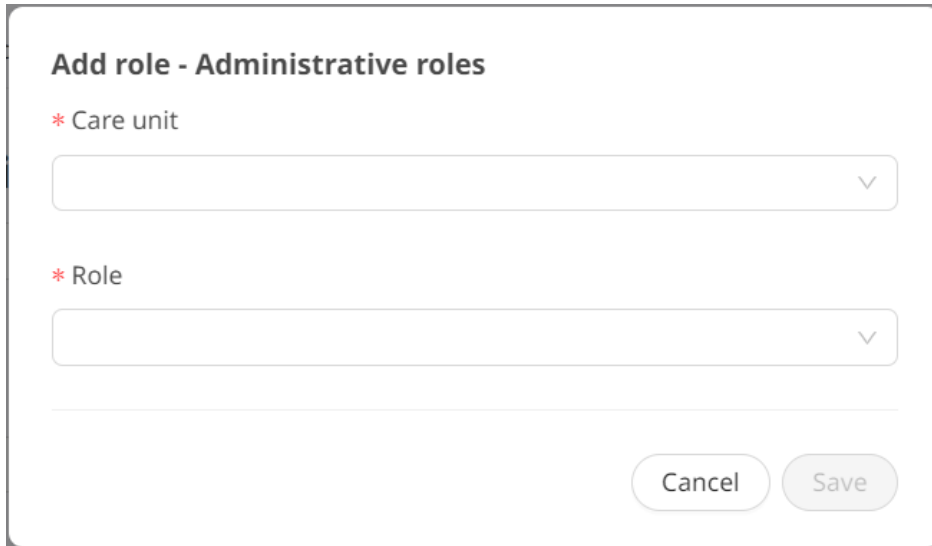 Add role - Administrative roles
* Care unit
* Role
Cancel
Save